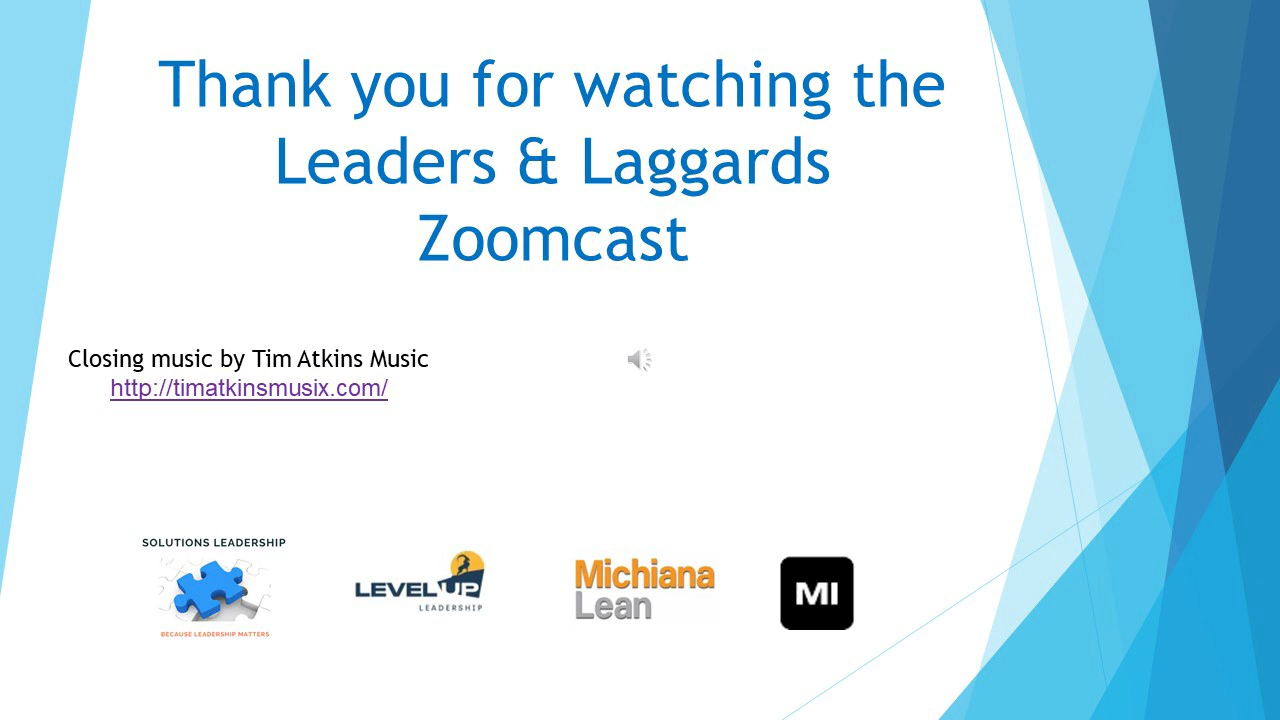 Thank you for watching the
Leaders & Laggards
Zoomcast
Closing music by Tim Atkins Music
http://timatkinsmusix.com/
SOLUTIONS LEADERSHIP
BECAUSE LEADERSHIP MATTERS
LEVEL UP
LEADERSHIP
Michiana
Lean
MI